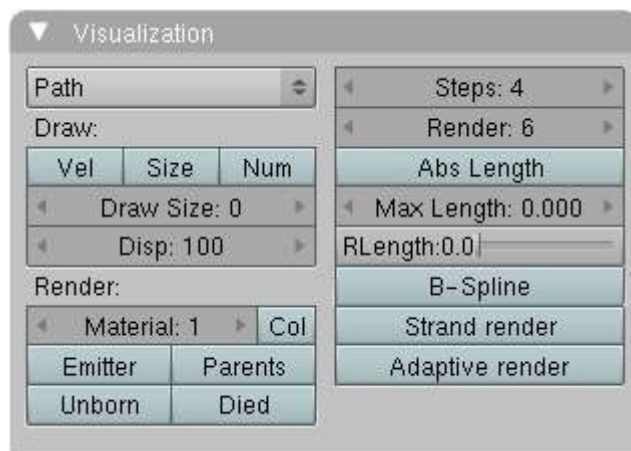 Visualization
Path
Draw:
Vel Size Num
Draw Size: 0
Disp: 100
Render:
Material: 1 Col
Emitter Parents
Unborn Died
Steps: 4
Render: 6
Abs Length
Max Length: 0.000
RLength:0.0
B-Spline
Strand render
Adaptive render